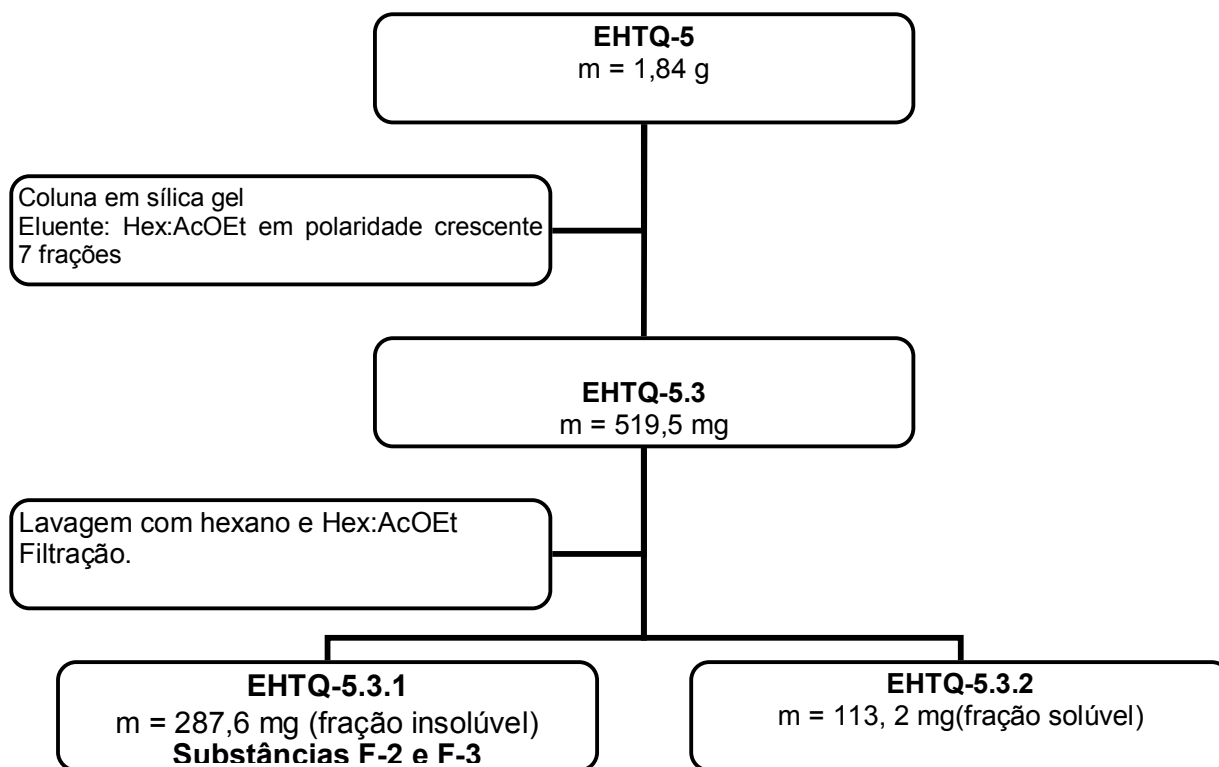 EHTQ-5
m = 1,84 g
Coluna em sílica gel
Eluente: Hex:AcOEt em polaridade crescente
7 frações
EHTQ-5.3
m = 519,5 mg
Lavagem com hexano e Hex:AcOEt
Filtração.
EHTQ-5.3.1
m = 287,6 mg (fração insolúvel)
Substâncias F-2 e F-3
EHTQ-5.3.2
m = 113, 2 mg(fração solúvel)